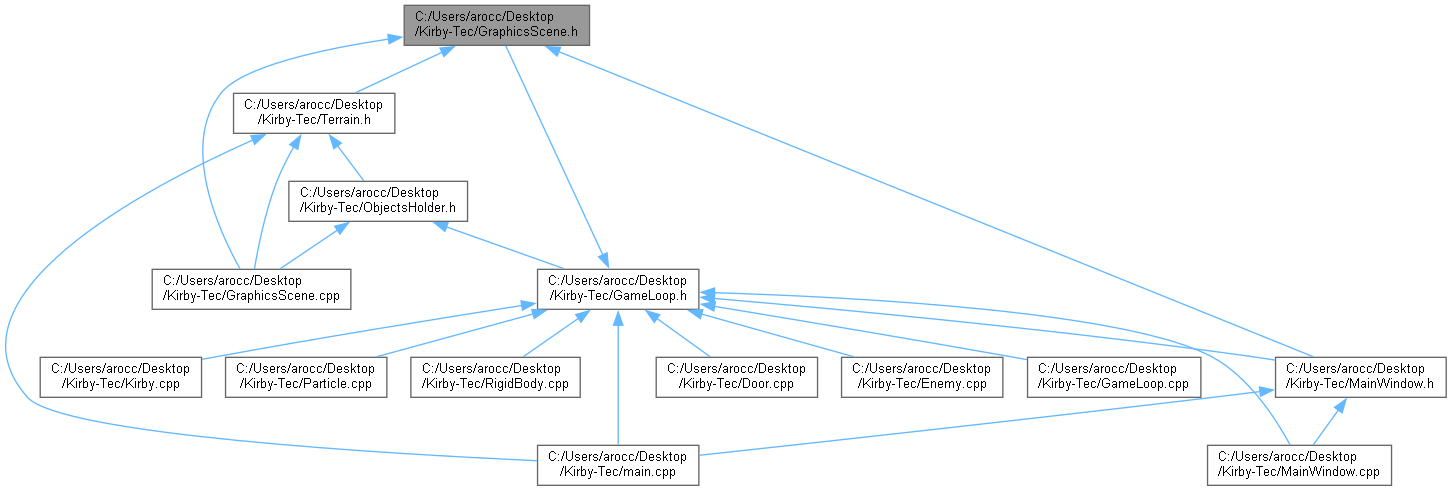 C:/Users/arocc/Desktop
/Kirby-Tec/GraphicsScene.h
C:/Users/arocc/Desktop
/Kirby-Tec/Terrain.h
C:/Users/arocc/Desktop
/Kirby-Tec/ObjectsHolder.h
C:/Users/arocc/Desktop
/Kirby-Tec/GraphicsScene.cpp
C:/Users/arocc/Desktop
/Kirby-Tec/GameLoop.h
C:/Users/arocc/Desktop
/Kirby-Tec/Kirby.cpp
C:/Users/arocc/Desktop
/Kirby-Tec/Particle.cpp
C:/Users/arocc/Desktop
/Kirby-Tec/RigidBody.cpp
C:/Users/arocc/Desktop
/Kirby-Tec/Door.cpp
C:/Users/arocc/Desktop
/Kirby-Tec/Enemy.cpp
C:/Users/arocc/Desktop
/Kirby-Tec/GameLoop.cpp
C:/Users/arocc/Desktop
/Kirby-Tec/MainWindow.h
C:/Users/arocc/Desktop
/Kirby-Tec/main.cpp
C:/Users/arocc/Desktop
/Kirby-Tec/MainWindow.cpp